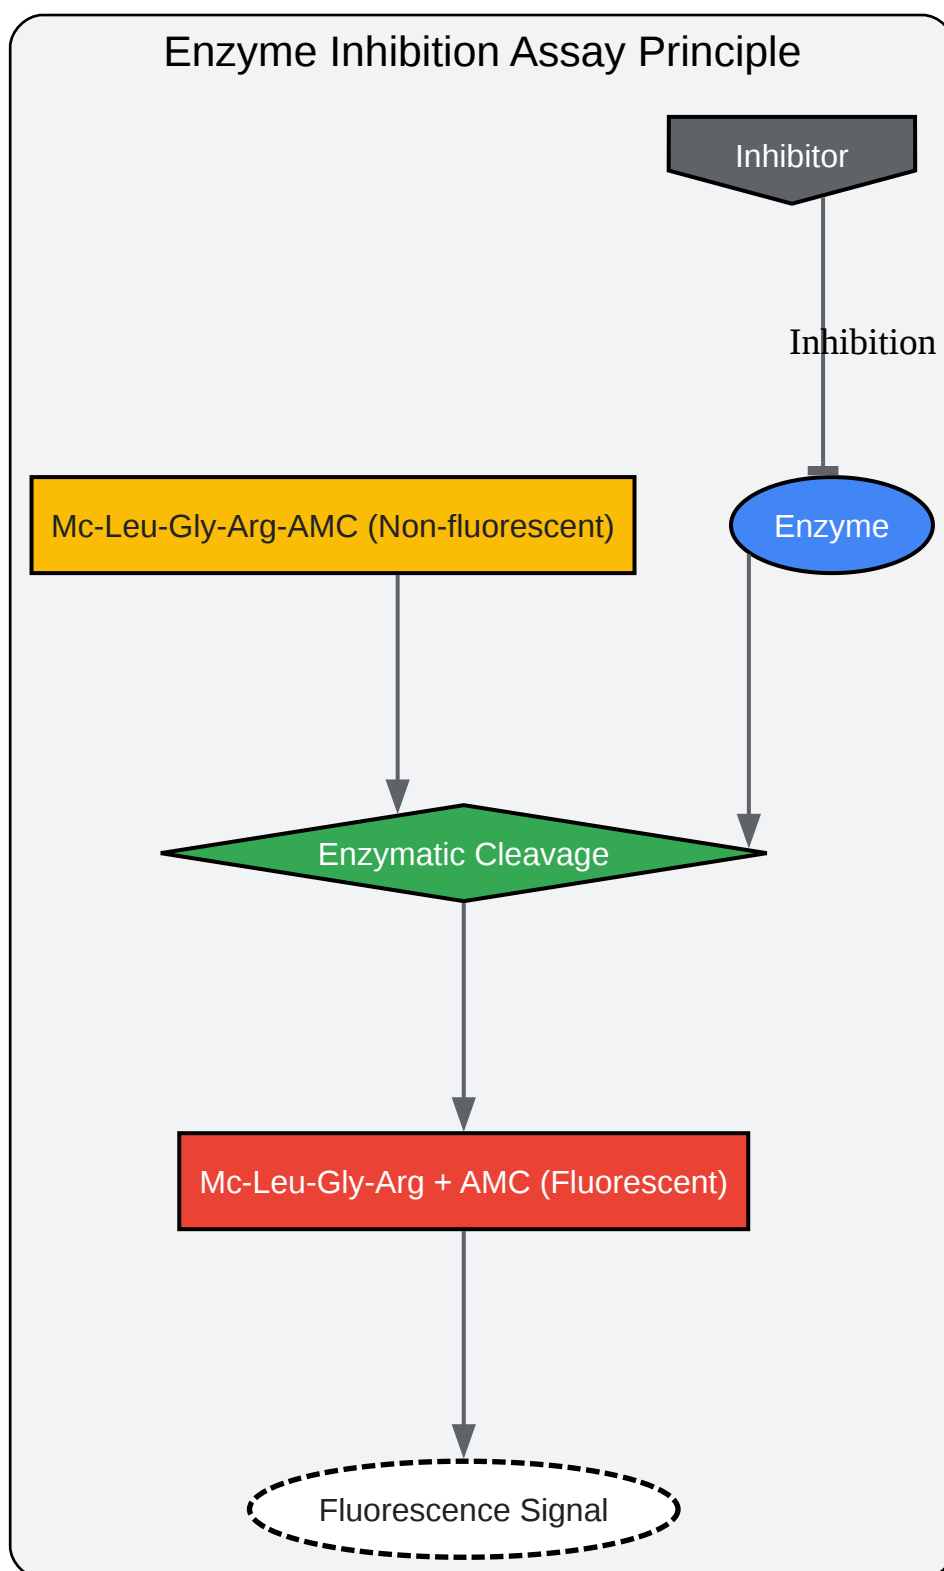 Enzyme Inhibition Assay Principle
Inhibitor
Inhibition
Mc-Leu-Gly-Arg-AMC (Non-fluorescent)
Enzyme
Enzymatic Cleavage
Mc-Leu-Gly-Arg + AMC (Fluorescent)
Fluorescence Signal